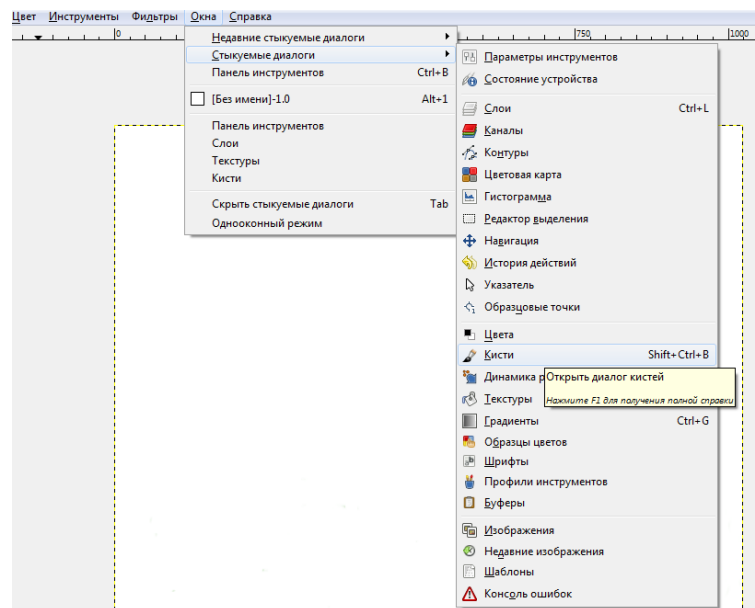 Цвет Инструменты Фильтры Окна Справка
0 750 1000
Недавние стыкуемые диалоги
Стыкуемые диалоги
Панель инструментов Ctrl+B
[Без имени]-1.0 Alt+1
Панель инструментов
Слои
Текстуры
Кисти
Скрыть стыкуемые диалоги Tab
Однооконный режим
Параметры инструментов
Состояние устройства
Слои Ctrl+L
Каналы
Контуры
Цветовая карта
Гистограмма
Редактор выделения
Навигация
История действий
Указатель
Образцовые точки
Цвета
Кисти Shift+Ctrl+B
Динамика р
Открыть диалог кистей
Нажмите F1 для получения полной справки
Текстуры
Градиенты Ctrl+G
Образцы цветов
Шрифты
Профили инструментов
Буферы
Изображения
Недавние изображения
Шаблоны
Консоль ошибок